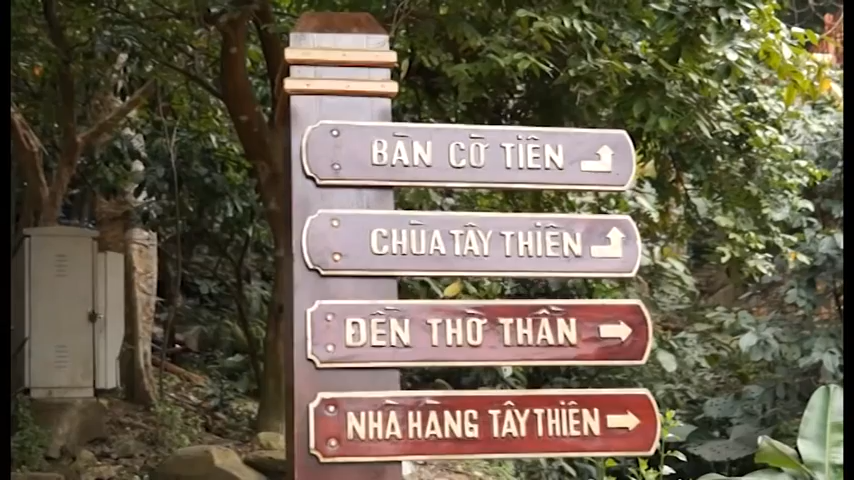 BÀN CỜ TIÊN
CHÙA TÂY THIÊN
ĐỀN THỜ THẦN
NHÀ HÀNG TÂY THIÊN